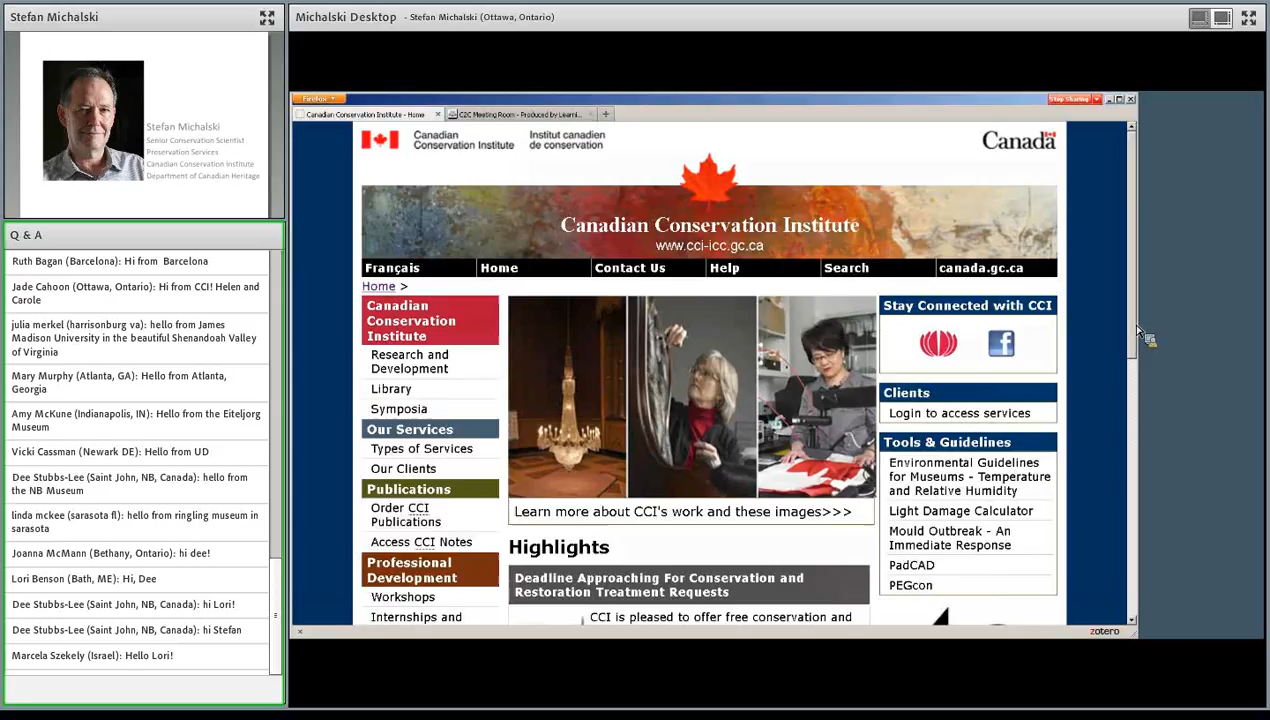 Stefan Michalski
Stefan Michalski
Senior Conservation Scientist
Preservation Services
Canadian Conservation Institute
Department of Canadian Heritage
Q & A
Ruth Bagan (Barcelona): Hi from Barcelona
Jade Cahoon (Ottawa, Ontario): Hi from CCI! Helen and
Carole
julia merkel (harrisonburg va): hello from James
Madison University in the beautiful Shenandoah Valley
of Virginia
Mary Murphy (Atlanta, GA): Hello from Atlanta,
Georgia
Amy McKune (Indianapolis, IN): Hello from the Eiteljorg
Museum
Vicki Cassman (Newark DE): Hello from UD
Dee Stubbs-Lee (Saint John, NB, Canada): hello from
the NB Museum
linda mckee (sarasota fl): hello from ringling museum in
sarasota
Joanna McMann (Bethany, Ontario): hi dee!
Lori Benson (Bath, ME): Hi, Dee
Dee Stubbs-Lee (Saint John, NB, Canada): hi Lori!
Dee Stubbs-Lee (Saint John, NB, Canada): hi Stefan
Marcela Szekely (Israel): Hello Lori!
Michalski Desktop - Stefan Michalski (Ottawa, Ontario)
Firefox
Stop Sharing
Canadian Conservation Institute - Home
C2C Meeting Room - Produced by Learni...
Canadian
Conservation Institute
Institut canadien
de conservation
Canada
Canadian Conservation Institute
www.cci-icc.gc.ca
Français Home Contact Us Help Search canada.gc.ca
Home >
Canadian
Conservation
Institute
Research and
Development
Library
Symposia
Our Services
Types of Services
Our Clients
Publications
Order CCI
Publications
Access CCI Notes
Professional
Development
Workshops
Internships and
Learn more about CCI's work and these images>>>
Highlights
Deadline Approaching For Conservation and
Restoration Treatment Requests
CCI is pleased to offer free conservation and
Stay Connected with CCI
Clients
Login to access services
Tools & Guidelines
Environmental Guidelines
for Museums - Temperature
and Relative Humidity
Light Damage Calculator
Mould Outbreak - An
Immediate Response
PadCAD
PEGcon
zotero